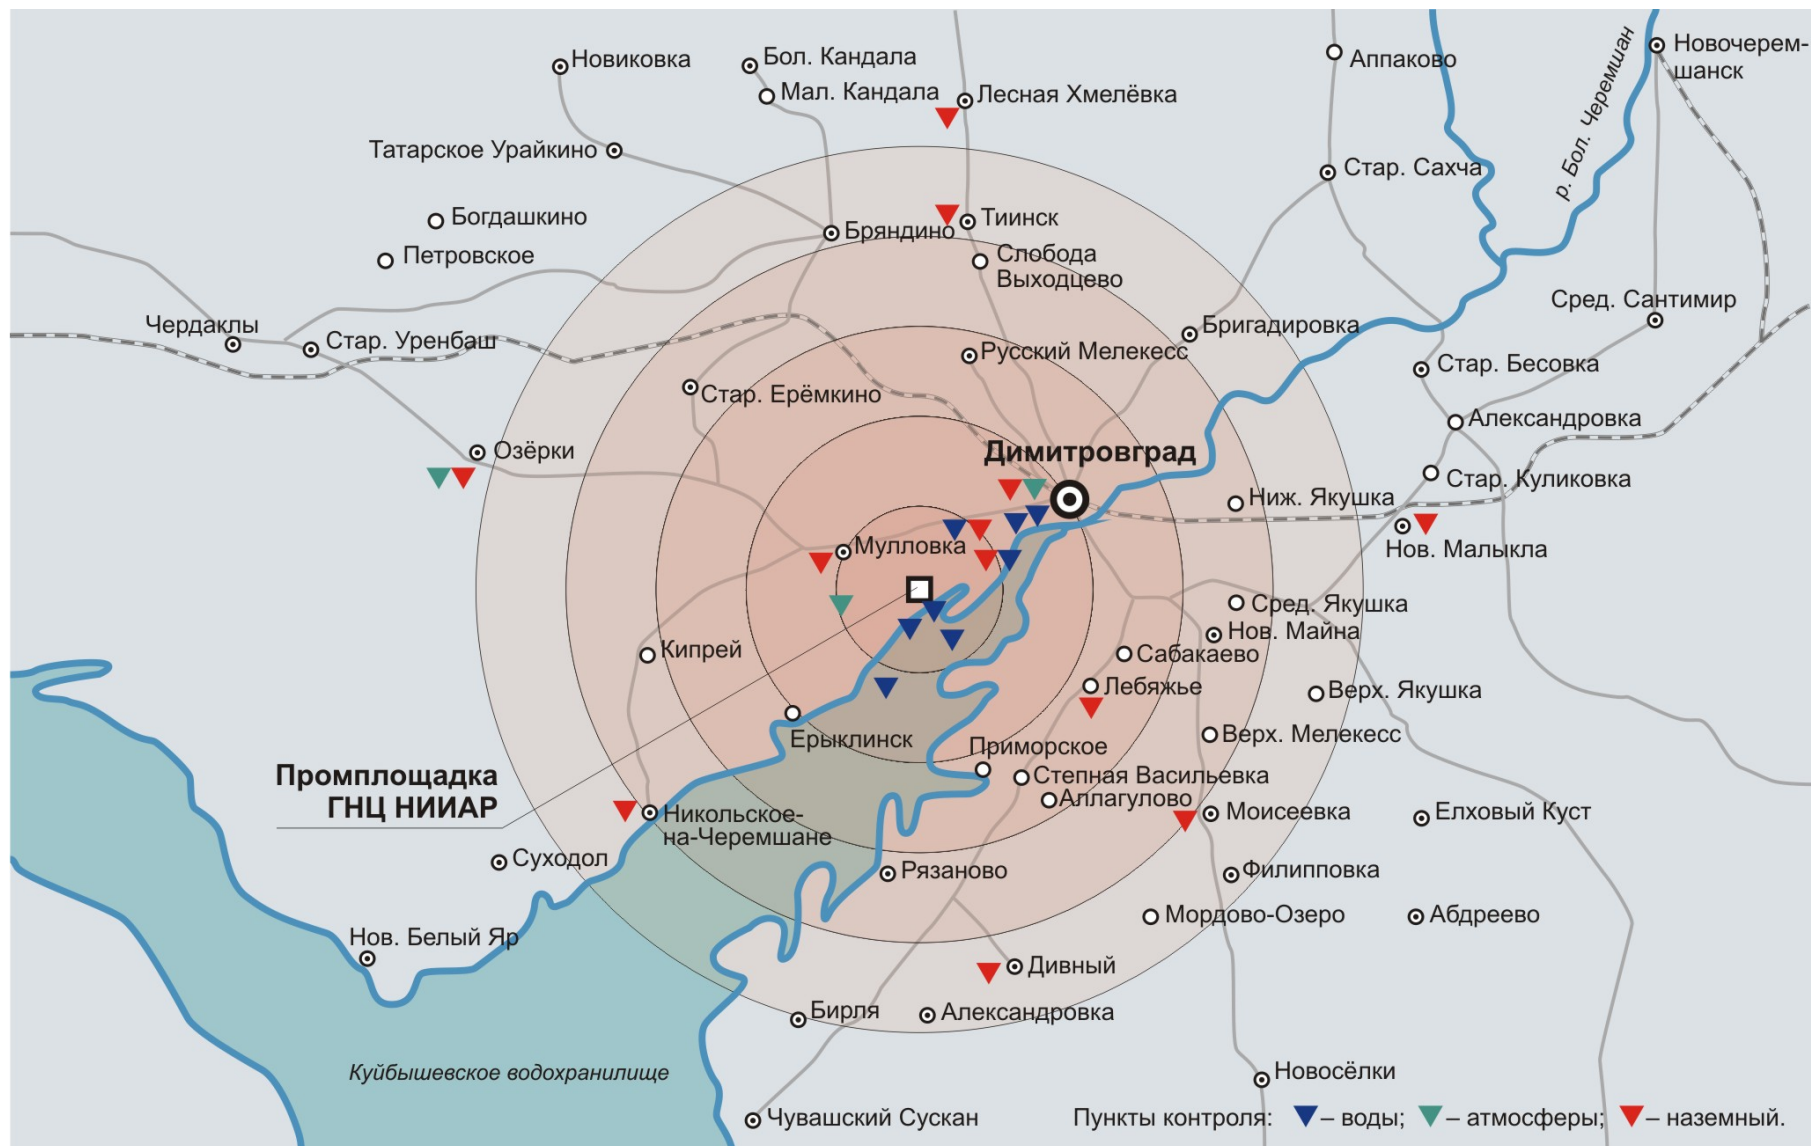 Новиковка
Бол. Кандала
Мал. Кандала
Лесная Хмелёвка
Аппаково
р. Бол. Черемшан
Новочерем-
шанск
Татарское Урайкино
Стар. Сахча
Богдашкино
Тиинск
Бряндино
Петровское
Слобода
Выходцево
Сред. Сантимир
Чердаклы
Стар. Уренбаш
Бригадировка
Русский Мелекесс
Стар. Бесовка
Стар. Ерёмкино
Александровка
Озёрки
Димитровград
Стар. Куликовка
Ниж. Якушка
Мулловка
Нов. Малыкла
Сред. Якушка
Нов. Майна
Кипрей
Сабакаево
Лебяжье
Верх. Якушка
Ерыклинск
Верх. Мелекесс
Приморское
Промплощадка
ГНЦ НИИАР
Степная Васильевка
Аллагулово
Никольское-
на-Черемшане
Моисеевка
Елховый Куст
Суходол
Рязаново
Филипповка
Мордово-Озеро
Абдреево
Нов. Белый Яр
Дивный
Бирля
Александровка
Куйбышевское водохранилище
Новосёлки
Чувашский Сускан
Пункты контроля: – воды; – атмосферы; – наземный.